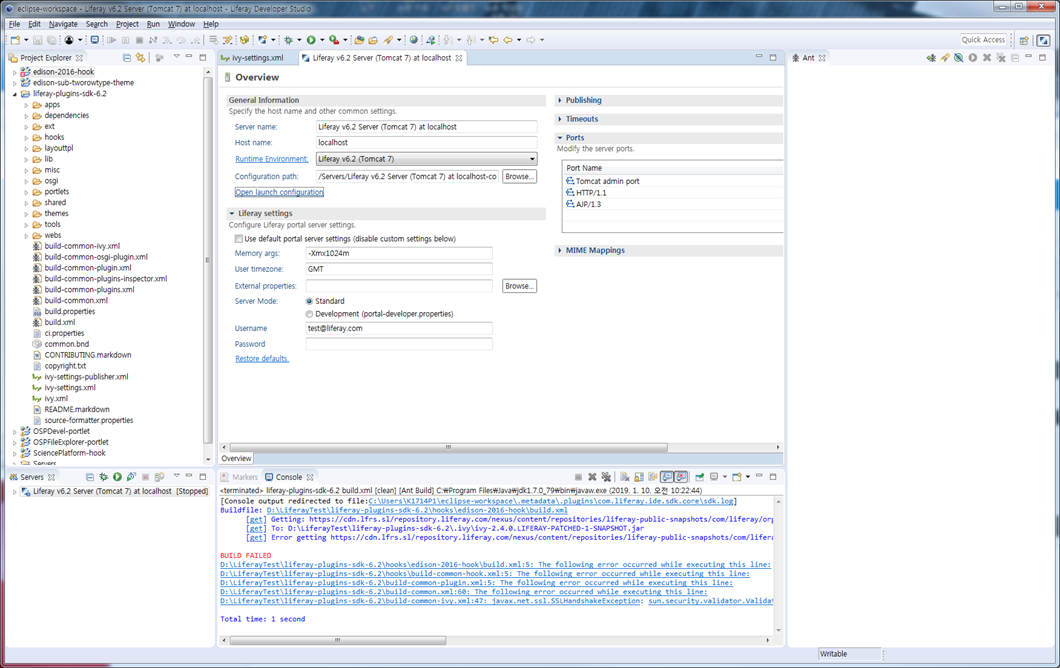 eclipse-workspace - Liferay v6.2 Server (Tomcat 7) at localhost - Liferay Developer Studio
File Edit Navigate Search Project Run Window Help
Quick Access
Project Explorer
edison-2016-hook
edison-sub-tworowtype-theme
liferay-plugins-sdk-6.2
apps
dependencies
ext
hooks
layouttpl
lib
misc
osgi
portlets
shared
themes
tools
webs
build-common-ivy.xml
build-common-osgi-plugin.xml
build-common-plugin.xml
build-common-plugins-inspector.xml
build-common-plugins.xml
build-common.xml
build.properties
build.xml
ci.properties
common.bnd
CONTRIBUTING.markdown
copyright.txt
ivy-settings-publisher.xml
ivy-settings.xml
ivy.xml
README.markdown
source-formatter.properties
OSPDevel-portlet
OSPFileExplorer-portlet
SciencePlatform-hook
Servers
ivy-settings.xml
Liferay v6.2 Server (Tomcat 7) at localhost
Overview
General Information
Specify the host name and other common settings.
Server name: Liferay v6.2 Server (Tomcat 7) at localhost
Host name: localhost
Runtime Environment: Liferay v6.2 (Tomcat 7)
Configuration path: /Servers/Liferay v6.2 Server (Tomcat 7) at localhost-co Browse...
Open launch configuration
Liferay settings
Configure Liferay portal server settings.
Use default portal server settings (disable custom settings below)
Memory args: -Xmx1024m
User timezone: GMT
External properties: Browse...
Server Mode: Standard
Development (portal-developer.properties)
Username test@liferay.com
Password
Restore defaults.
Publishing
Timeouts
Ports
Modify the server ports.
Port Name
Tomcat admin port
HTTP/1.1
AJP/1.3
MIME Mappings
Overview
Ant
Servers
Liferay v6.2 Server (Tomcat 7) at localhost [Stopped]
Markers Console
<terminated> liferay-plugins-sdk-6.2 build.xml [clean] [Ant Build] C:₩Program Files₩Java₩jdk1.7.0_79₩bin₩javaw.exe (2019. 1. 10. 오전 10:22:44)
[Console output redirected to file:C:\Users\K1714P1\eclipse-workspace\.metadata\.plugins\com.liferay.ide.sdk.core\sdk.log]
Buildfile: D:\LiferayTest\liferay-plugins-sdk-6.2\hooks\edison-2016-hook\build.xml
[get] Getting: https://cdn.lfrs.sl/repository.liferay.com/nexus/content/repositories/liferay-public-snapshots/com/liferay/org
[get] To: D:\LiferayTest\liferay-plugins-sdk-6.2\.ivy\ivy-2.4.0.LIFERAY-PATCHED-1-SNAPSHOT.jar
[get] Error getting https://cdn.lfrs.sl/repository.liferay.com/nexus/content/repositories/liferay-public-snapshots/com/lifera
BUILD FAILED
D:\LiferayTest\liferay-plugins-sdk-6.2\hooks\edison-2016-hook\build.xml:5: The following error occurred while executing this line:
D:\LiferayTest\liferay-plugins-sdk-6.2\hooks\build-common-hook.xml:5: The following error occurred while executing this line:
D:\LiferayTest\liferay-plugins-sdk-6.2\build-common-plugin.xml:5: The following error occurred while executing this line:
D:\LiferayTest\liferay-plugins-sdk-6.2\build-common.xml:60: The following error occurred while executing this line:
D:\LiferayTest\liferay-plugins-sdk-6.2\build-common-ivy.xml:47: javax.net.ssl.SSLHandshakeException: sun.security.validator.Validat
Total time: 1 second
Writable